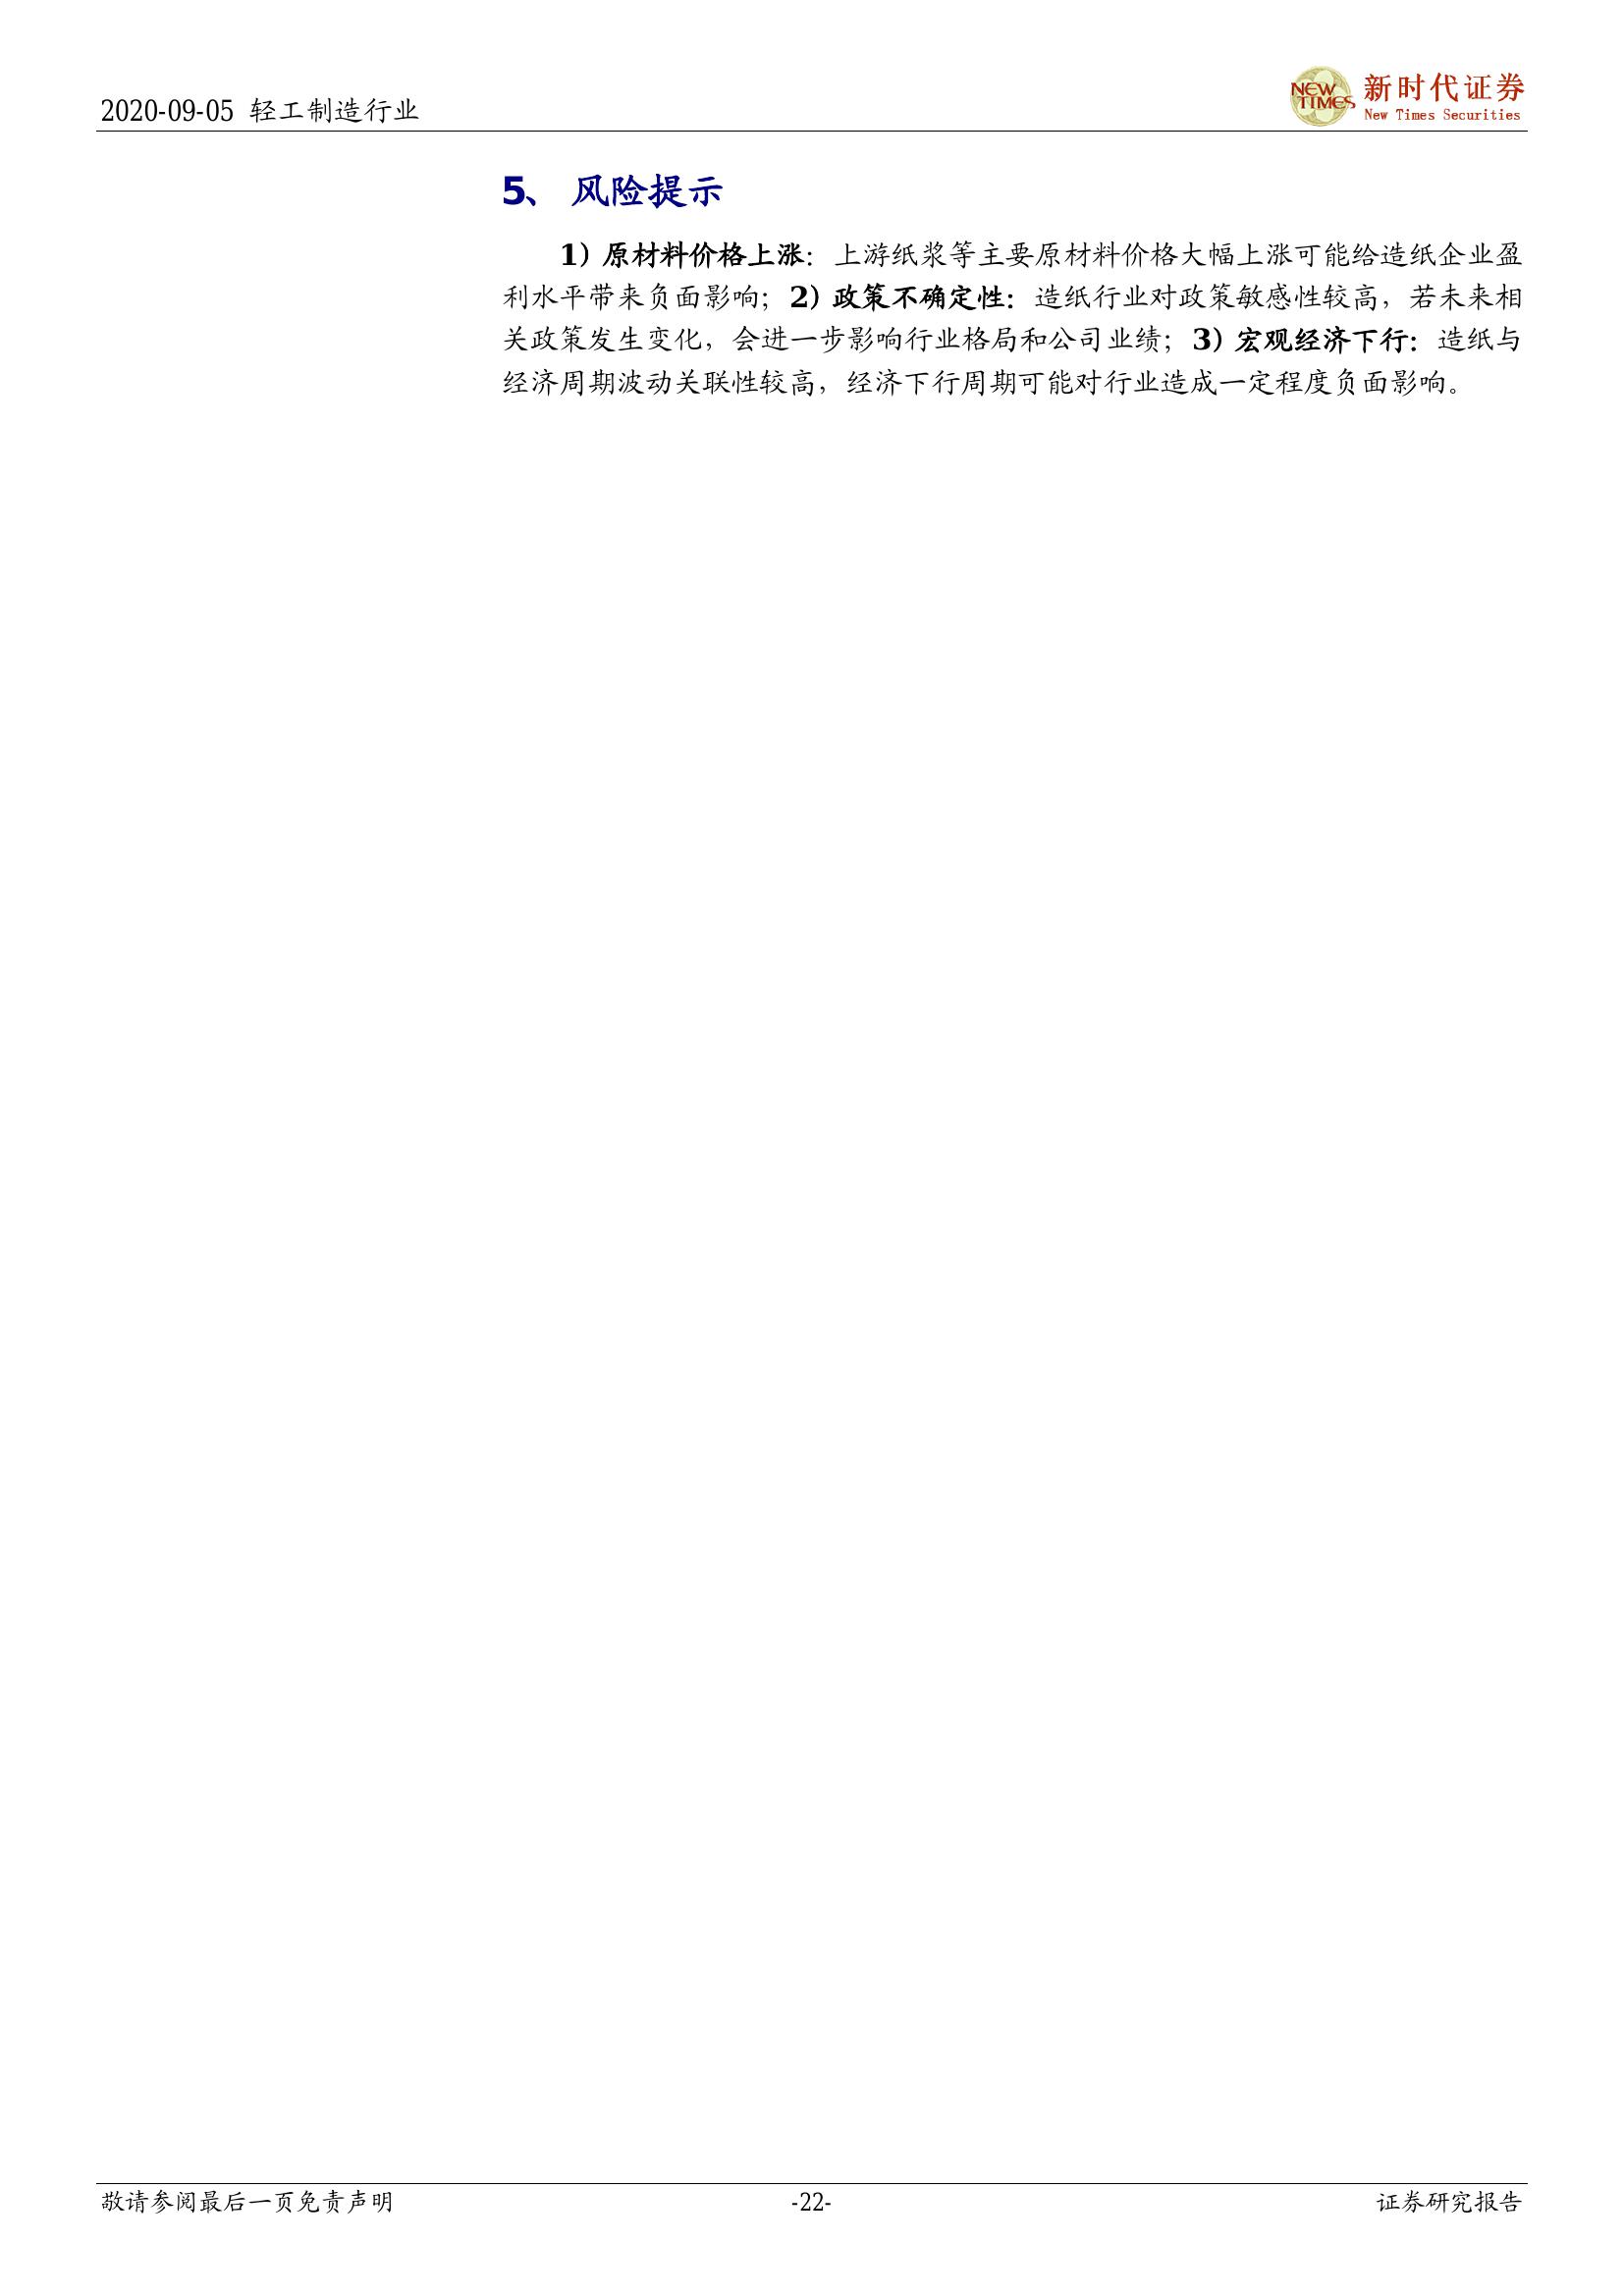 2020-09-05 轻工制造行业
NEW TIMES
新时代证券
New Times Securities
5、 风险提示
1）原材料价格上涨：上游纸浆等主要原材料价格大幅上涨可能给造纸企业盈
利水平带来负面影响；2）政策不确定性：造纸行业对政策敏感性较高，若未来相
关政策发生变化，会进一步影响行业格局和公司业绩；3）宏观经济下行：造纸与
经济周期波动关联性较高，经济下行周期可能对行业造成一定程度负面影响。
敬请参阅最后一页免责声明
-22-
证券研究报告